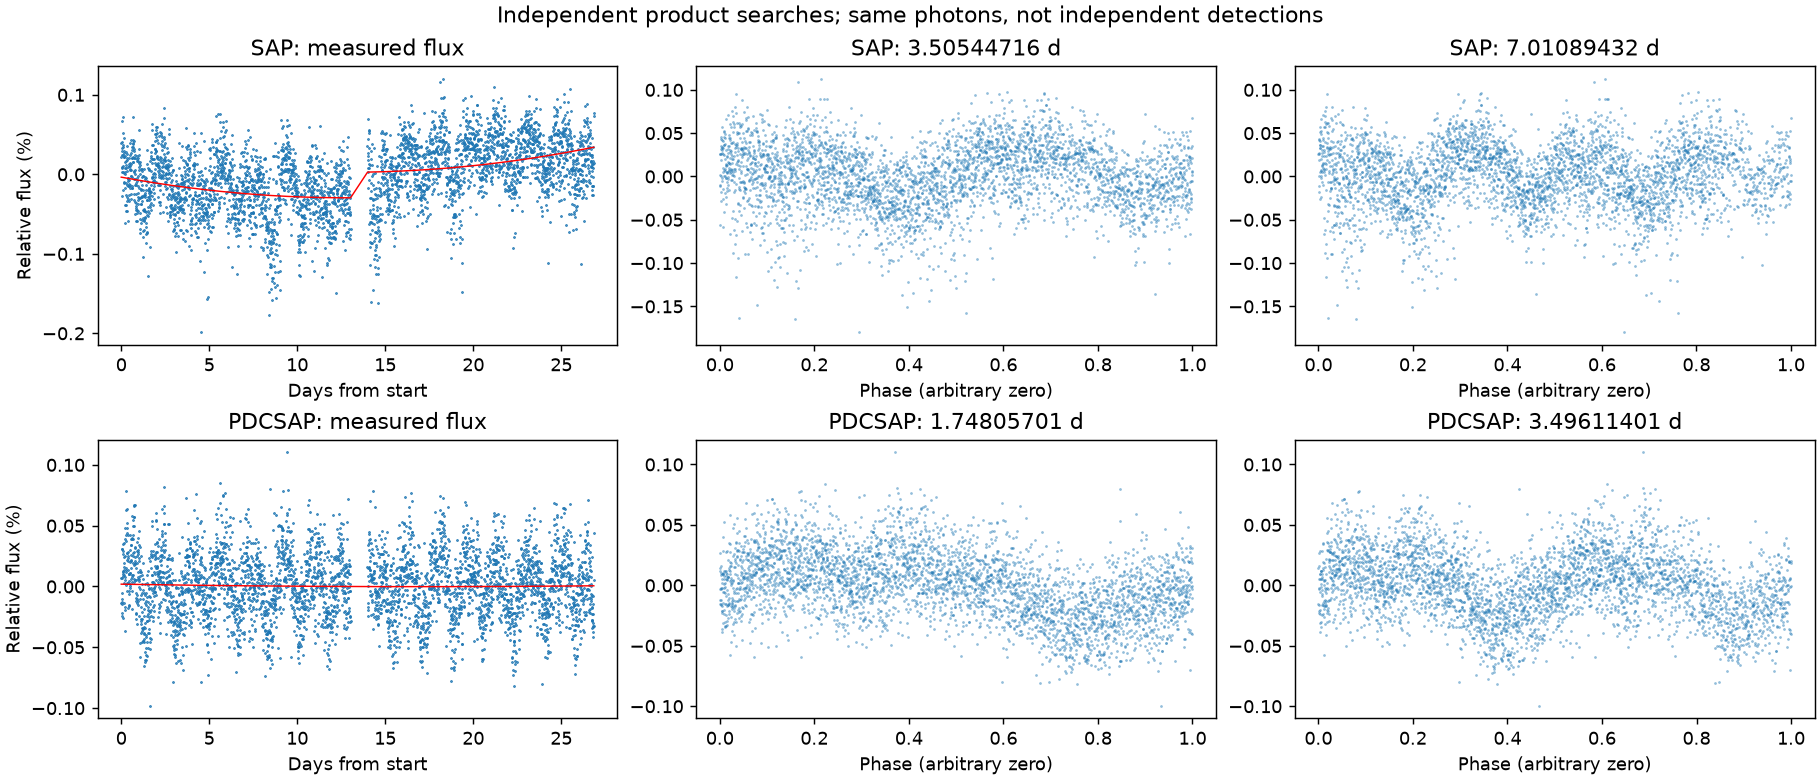 Independent product searches; same photons, not independent detections
SAP: measured flux
Relative flux (%)
0.1
0.0
−0.1
−0.2
0 5 10 15 20 25
Days from start
SAP: 3.50544716 d
0.10
0.05
0.00
−0.05
−0.10
−0.15
0.0 0.2 0.4 0.6 0.8 1.0
Phase (arbitrary zero)
SAP: 7.01089432 d
0.10
0.05
0.00
−0.05
−0.10
−0.15
0.0 0.2 0.4 0.6 0.8 1.0
Phase (arbitrary zero)
PDCSAP: measured flux
Relative flux (%)
0.10
0.05
0.00
−0.05
−0.10
0 5 10 15 20 25
Days from start
PDCSAP: 1.74805701 d
0.10
0.05
0.00
−0.05
−0.10
0.0 0.2 0.4 0.6 0.8 1.0
Phase (arbitrary zero)
PDCSAP: 3.49611401 d
0.10
0.05
0.00
−0.05
−0.10
0.0 0.2 0.4 0.6 0.8 1.0
Phase (arbitrary zero)